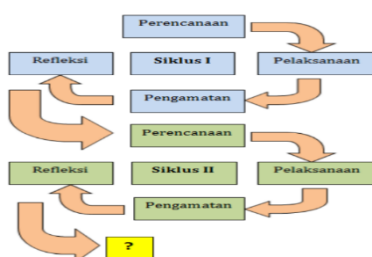 Perencanaan
Refleksi Siklus I Pelaksanaan
Pengamatan
Perencanaan
Refleksi Siklus II Pelaksanaan
Pengamatan
?